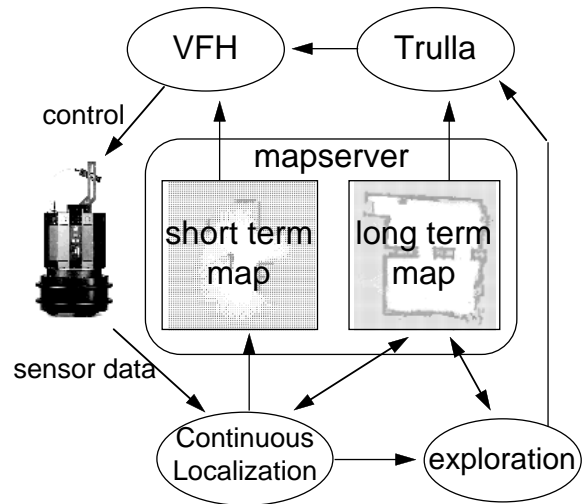 VFH
Trulla
control
mapserver
short term
map
long term
map
sensor data
Continuous
Localization
exploration